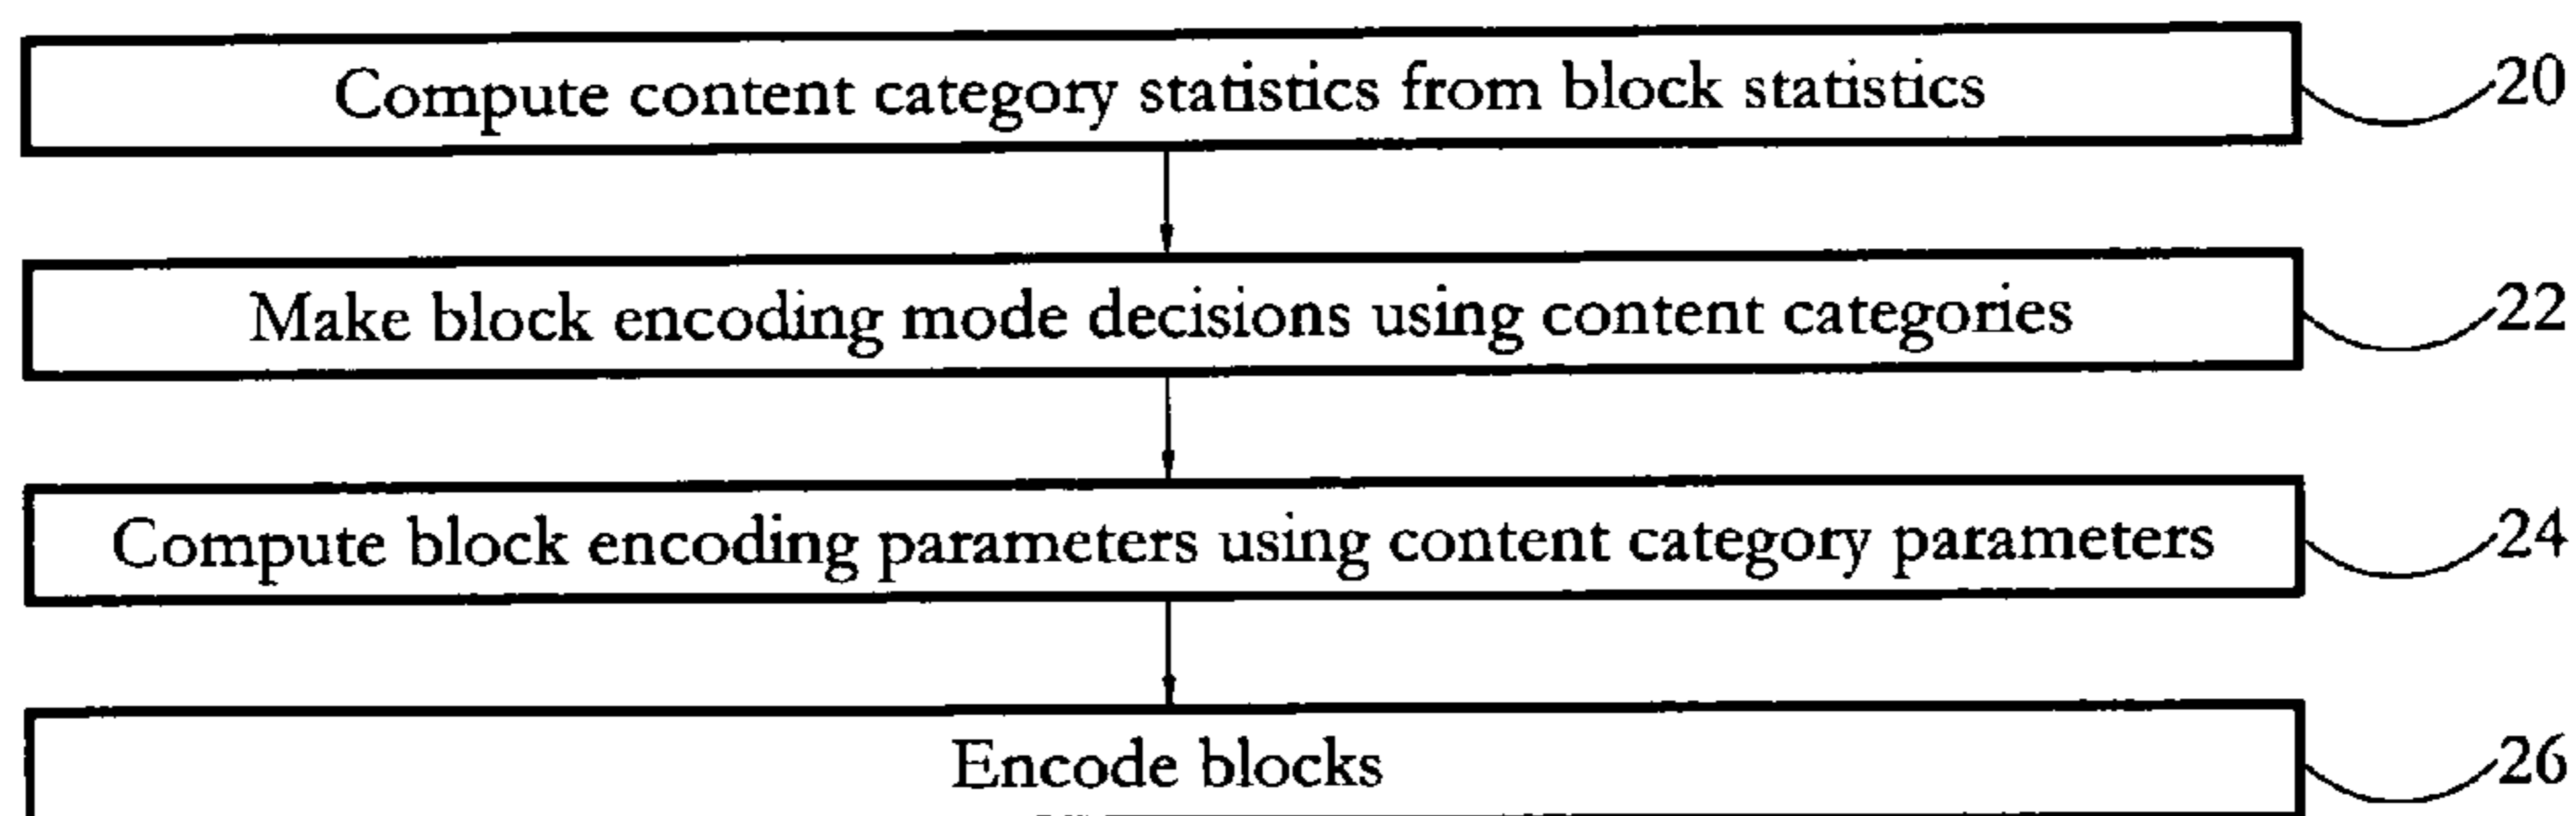 Compute content category statistics from block statistics 20
Make block encoding mode decisions using content categories 22
Compute block encoding parameters using content category parameters 24
Encode blocks 26